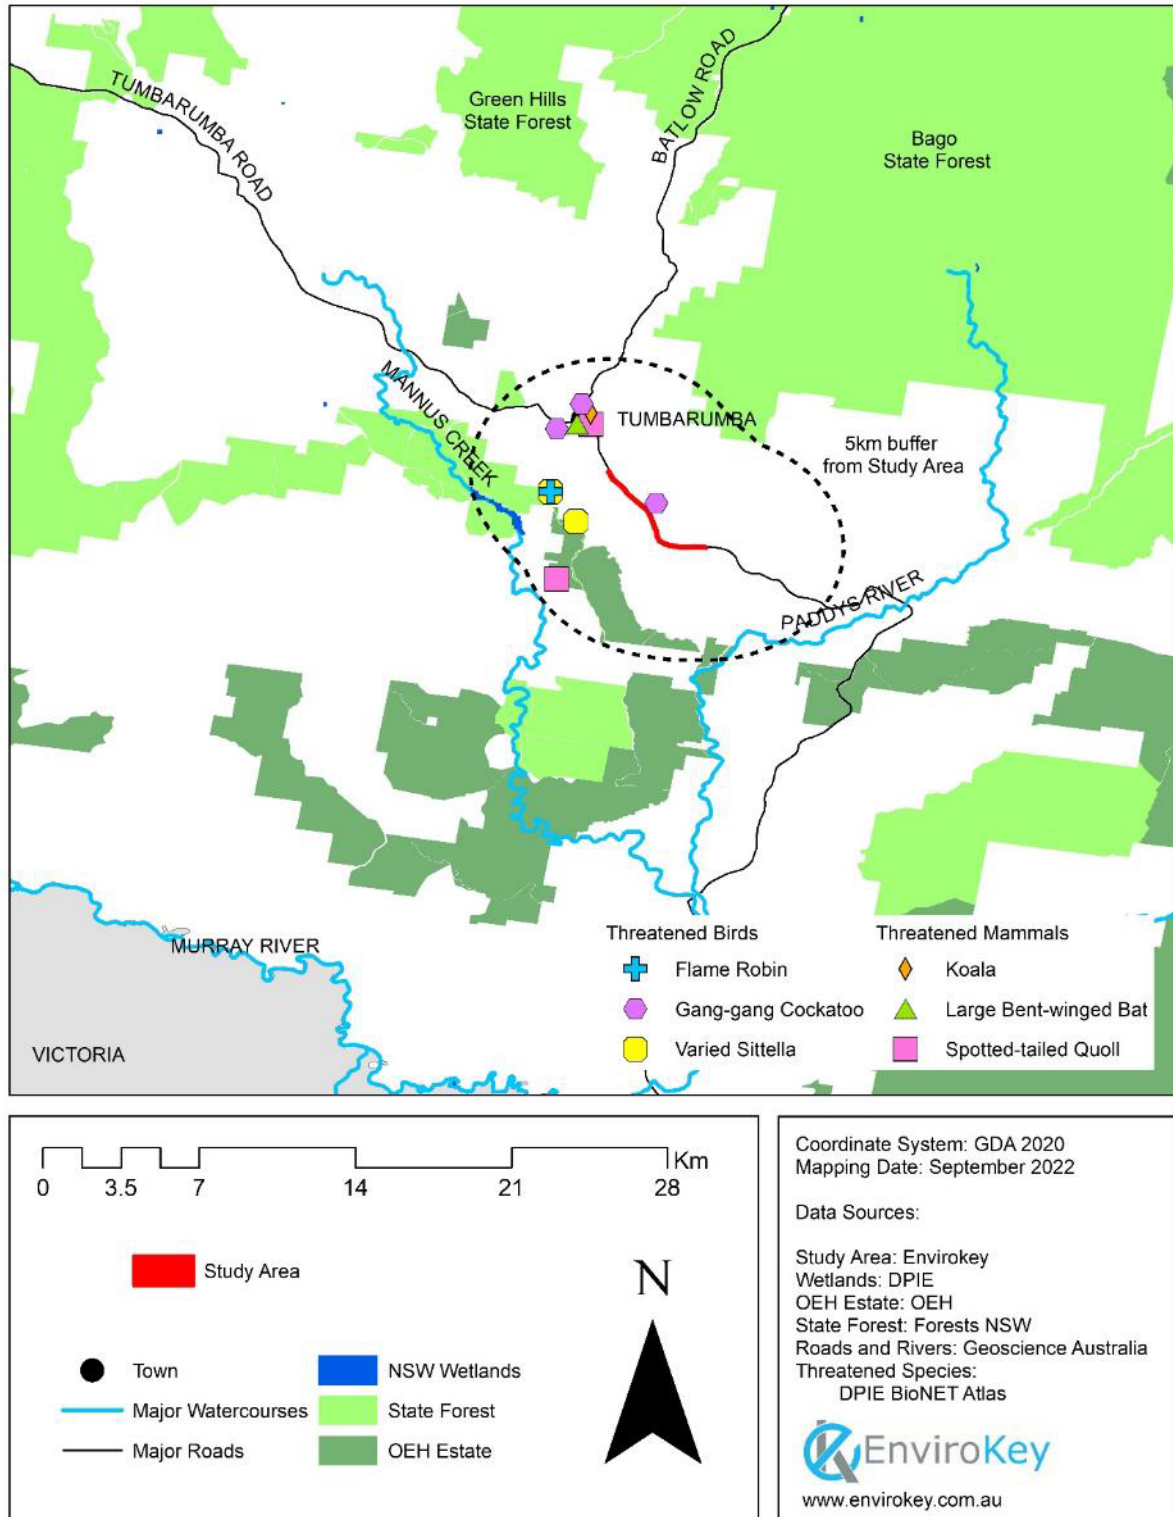 TUMBARUMBA ROAD
Green Hills
State Forest
BATLOW ROAD
Bago
State Forest
MANNUS CREEK
TUMBARUMBA
5km buffer
from Study Area
PADDYS RIVER
MURRAY RIVER
VICTORIA
Threatened Birds
Flame Robin
Gang-gang Cockatoo
Varied Sittella
Threatened Mammals
Koala
Large Bent-winged Bat
Spotted-tailed Quoll
Km
0 3.5 7 14 21 28
Study Area
N
Town
Major Watercourses
Major Roads
NSW Wetlands
State Forest
OEH Estate
Coordinate System: GDA 2020
Mapping Date: September 2022
Data Sources:
Study Area: Envirokey
Wetlands: DPIE
OEH Estate: OEH
State Forest: Forests NSW
Roads and Rivers: Geoscience Australia
Threatened Species:
DPIE BioNET Atlas
EnviroKey
www.envirokey.com.au